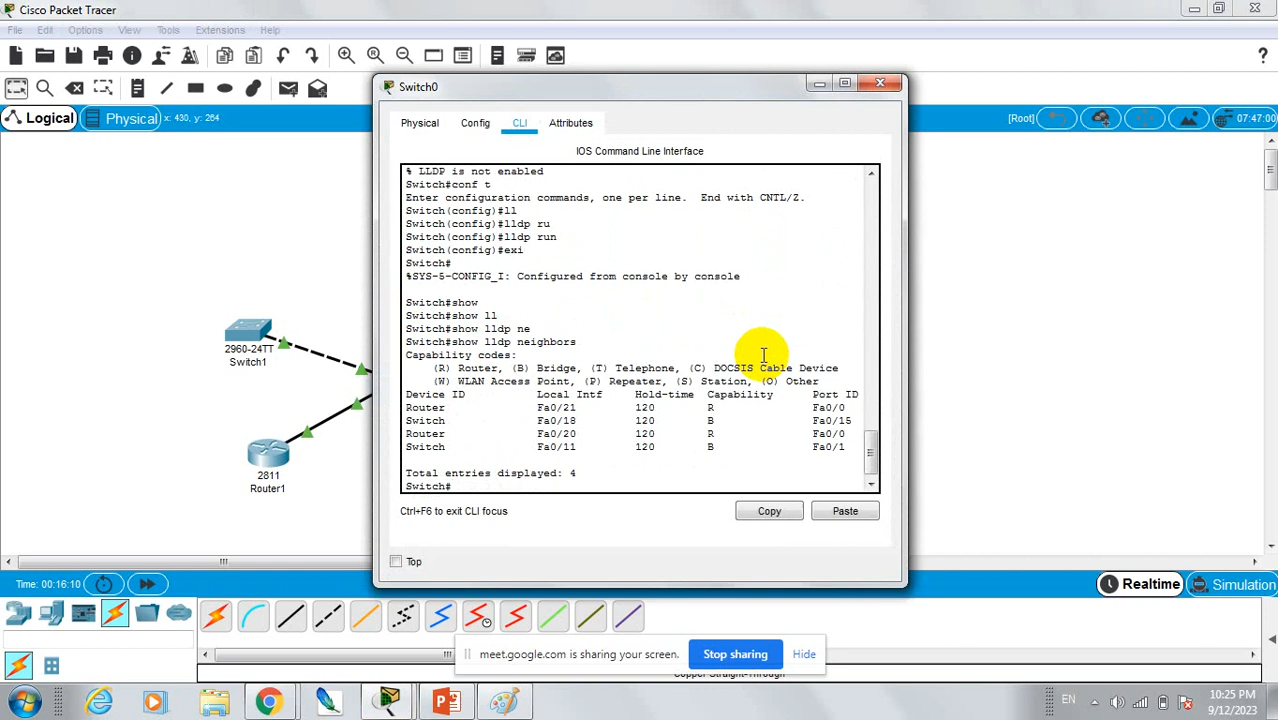 Cisco Packet Tracer
File Edit Options View Tools Extensions Help
Logical
Physical x: 430, y: 264
[Root]
07:47:00
Switch0
Physical Config CLI Attributes
IOS Command Line Interface
% LLDP is not enabled
Switch#conf t
Enter configuration commands, one per line. End with CNTL/Z.
Switch(config)#ll
Switch(config)#lldp ru
Switch(config)#lldp run
Switch(config)#exi
Switch#
%SYS-5-CONFIG_I: Configured from console by console
Switch#show
Switch#show ll
Switch#show lldp ne
Switch#show lldp neighbors
Capability codes:
(R) Router, (B) Bridge, (T) Telephone, (C) DOCSIS Cable Device
(W) WLAN Access Point, (P) Repeater, (S) Station, (O) Other
Device ID Local Intf Hold-time Capability Port ID
Router Fa0/21 120 R Fa0/0
Switch Fa0/18 120 B Fa0/15
Router Fa0/20 120 R Fa0/0
Switch Fa0/11 120 B Fa0/1
Total entries displayed: 4
Switch#
Ctrl+F6 to exit CLI focus
Copy
Paste
Top
2960-24TT
Switch1
2811
Router1
Time: 00:16:10
Realtime
Simulation
meet.google.com is sharing your screen.
Stop sharing
Hide
Copper Straight-Through
EN
10:25 PM
9/12/2023